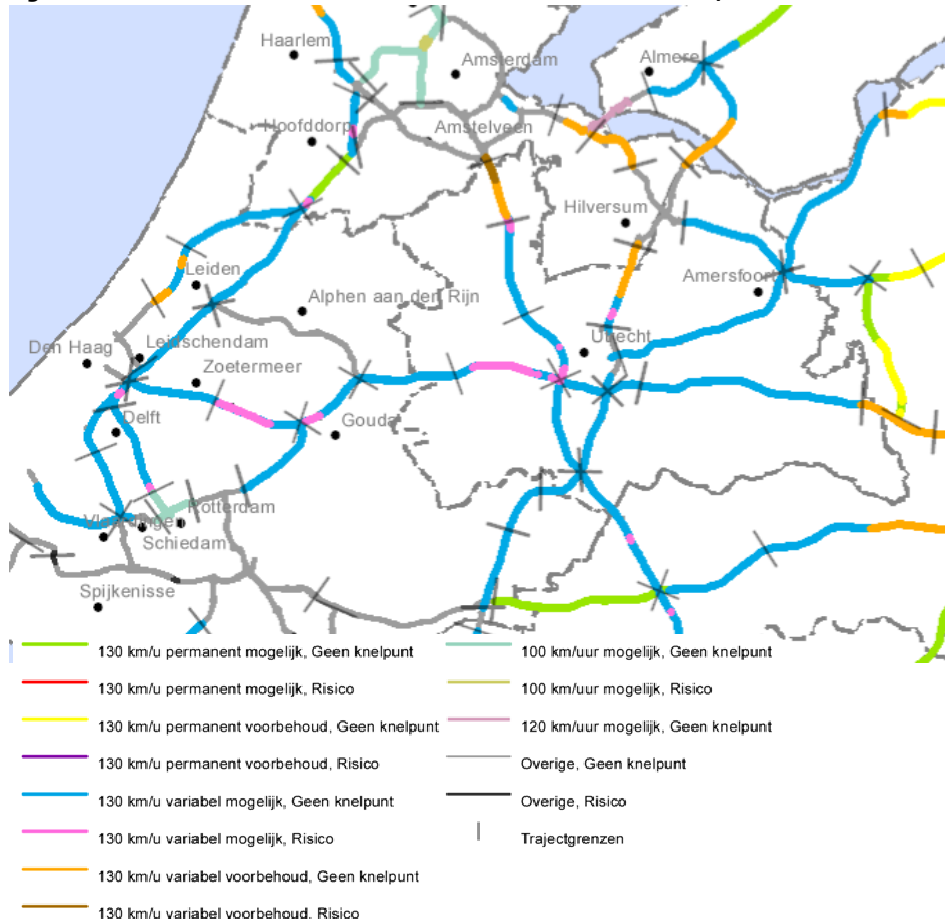 Haarlem
Amsterdam
Almere
Hoofddorp
Amstelveen
Hilversum
Leiden
Amersfoort
Alphen aan den Rijn
Den Haag
Leidschendam
Utrecht
Zoetermeer
Delft
Gouda
Rotterdam
Vlaardingen
Schiedam
Spijkenisse
130 km/u permanent mogelijk, Geen knelpunt
130 km/u permanent mogelijk, Risico
130 km/u permanent voorbehoud, Geen knelpunt
130 km/u permanent voorbehoud, Risico
130 km/u variabel mogelijk, Geen knelpunt
130 km/u variabel mogelijk, Risico
130 km/u variabel voorbehoud, Geen knelpunt
130 km/u variabel voorbehoud, Risico
100 km/uur mogelijk, Geen knelpunt
100 km/uur mogelijk, Risico
120 km/uur mogelijk, Geen knelpunt
Overige, Geen knelpunt
Overige, Risico
Trajectgrenzen